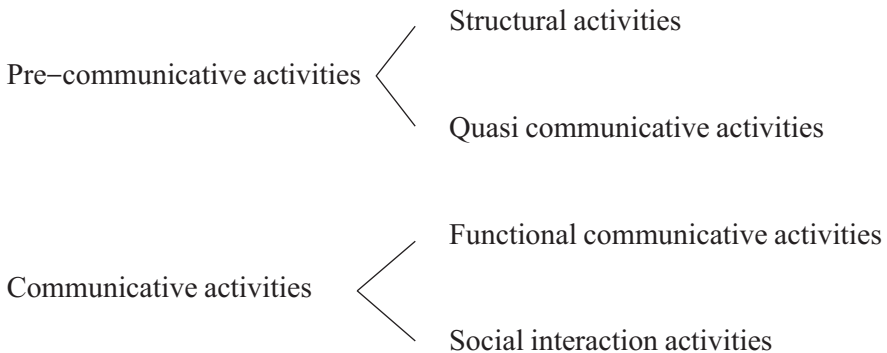 Structural activities
Pre−communicative activities
Quasi communicative activities
Functional communicative activities
Communicative activities
Social interaction activities